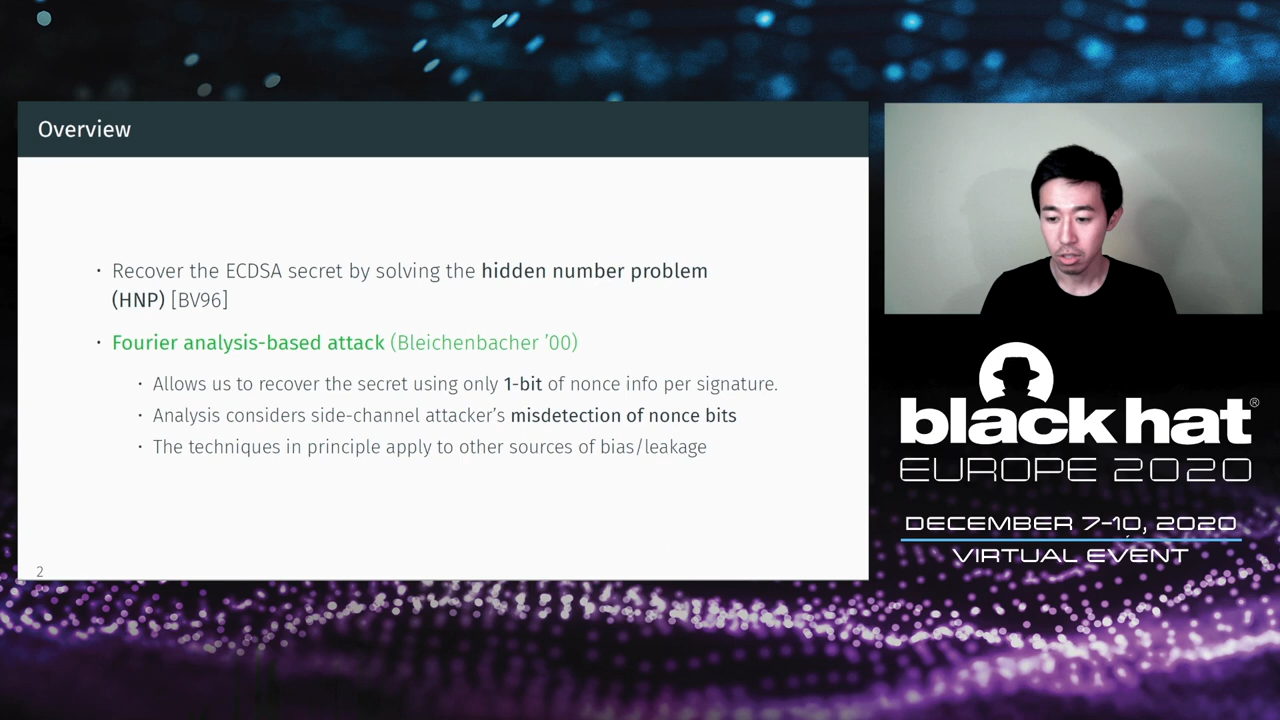 Overview
· Recover the ECDSA secret by solving the hidden number problem
(HNP) [BV96]
· Fourier analysis-based attack (Bleichenbacher ’00)
· Allows us to recover the secret using only 1-bit of nonce info per signature.
· Analysis considers side-channel attacker’s misdetection of nonce bits
· The techniques in principle apply to other sources of bias/leakage
2
black hat®
EUROPE 2020
DECEMBER 7-10, 2020
VIRTUAL EVENT